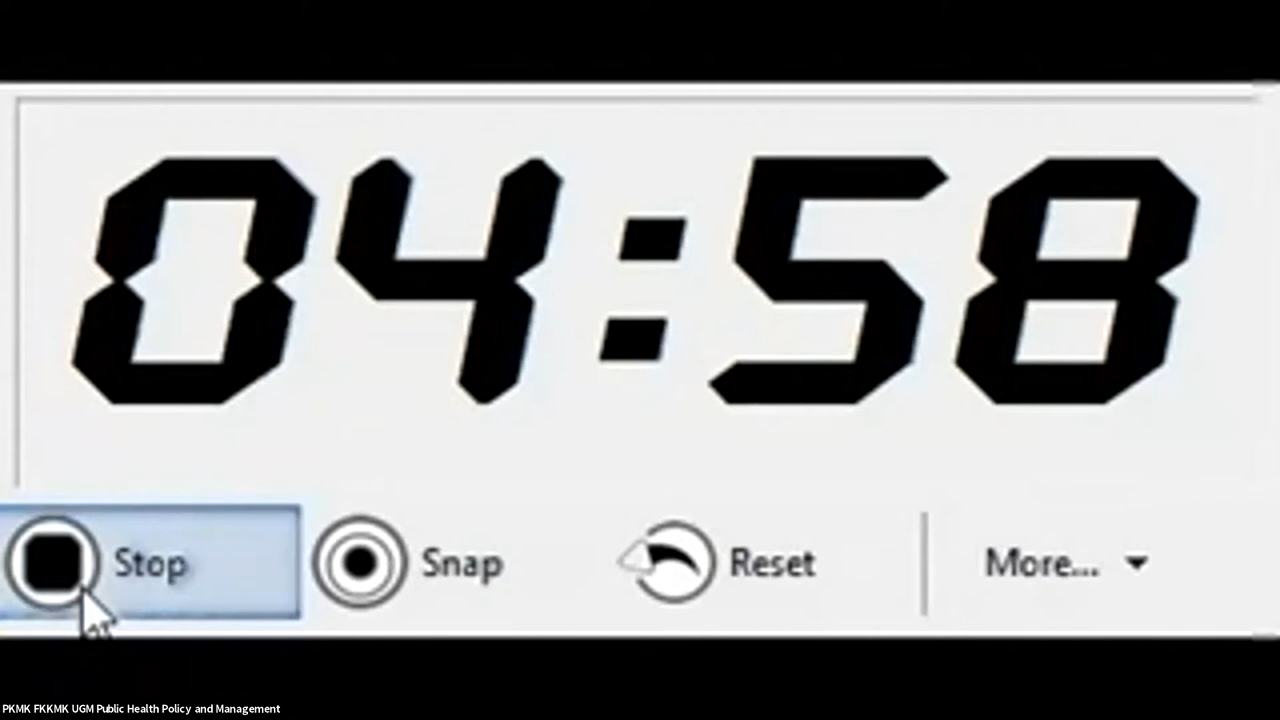 04:58
Stop Snap Reset More...
PKMK FKKMK UGM Public Health Policy and Management